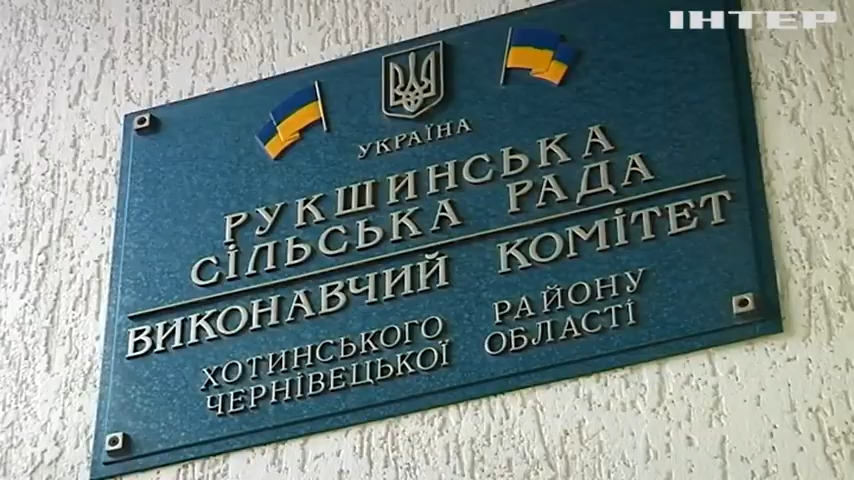 ІНТЕР
УКРАЇНА
РУКШИНСЬКА
СІЛЬСЬКА РАДА
ВИКОНАВЧИЙ КОМІТЕТ
ХОТИНСЬКОГО РАЙОНУ
ЧЕРНІВЕЦЬКОЇ ОБЛАСТІ